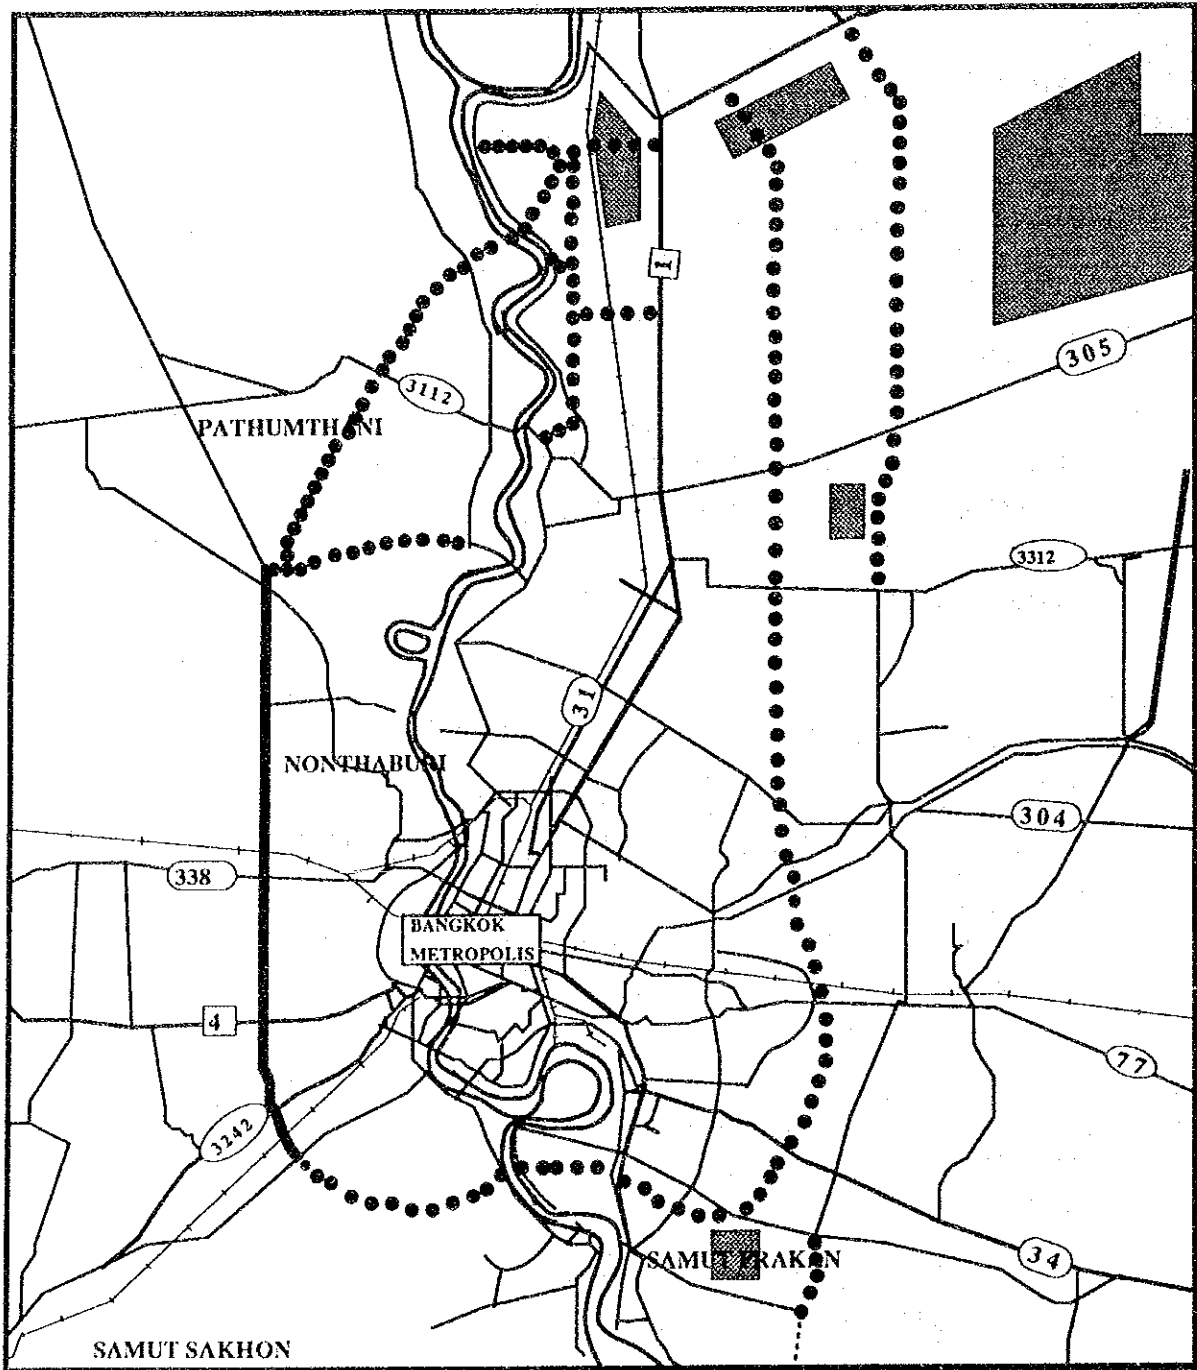 1
305
3112
PATHUMTHANI
3312
31
NONTHABURI
304
338
BANGKOK
METROPOLIS
4
77
3242
34
SAMUT PRAKAN
SAMUT SAKHON